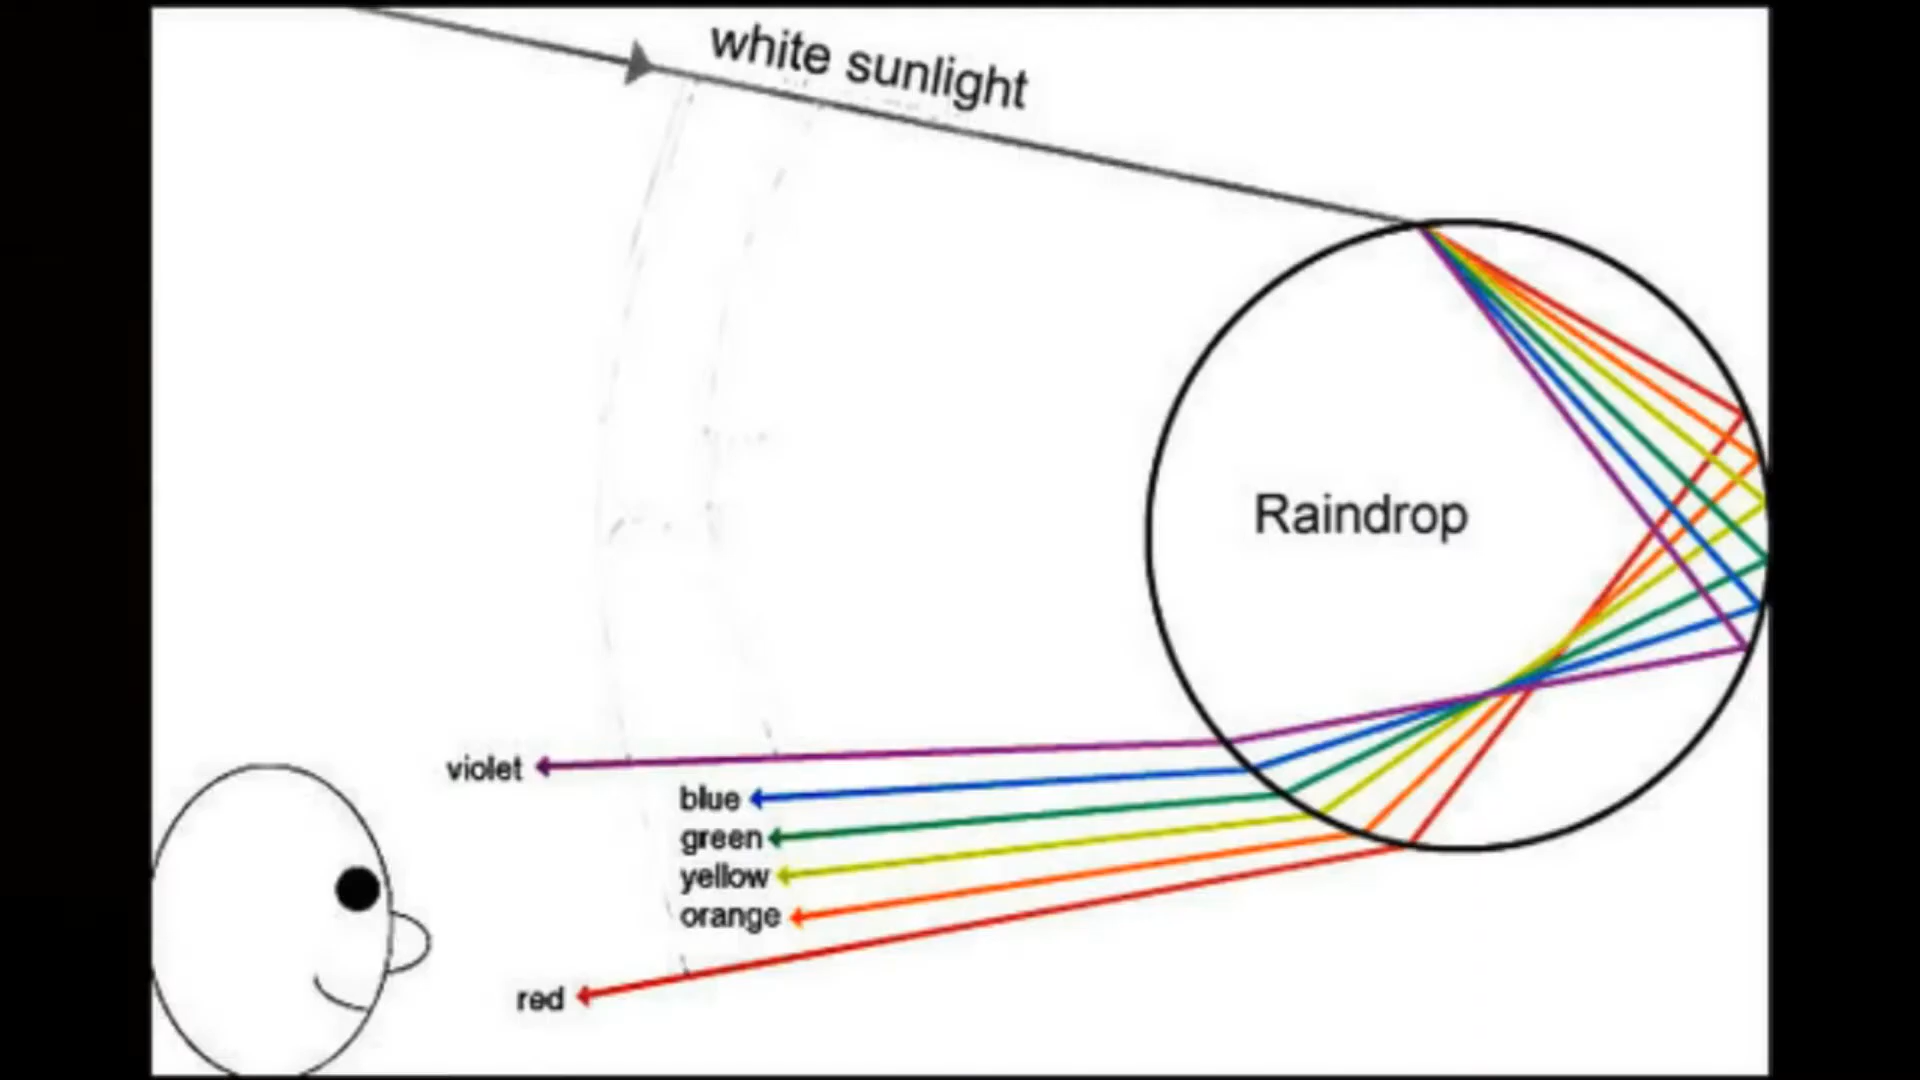 white sunlight
Raindrop
violet
blue
green
yellow
orange
red